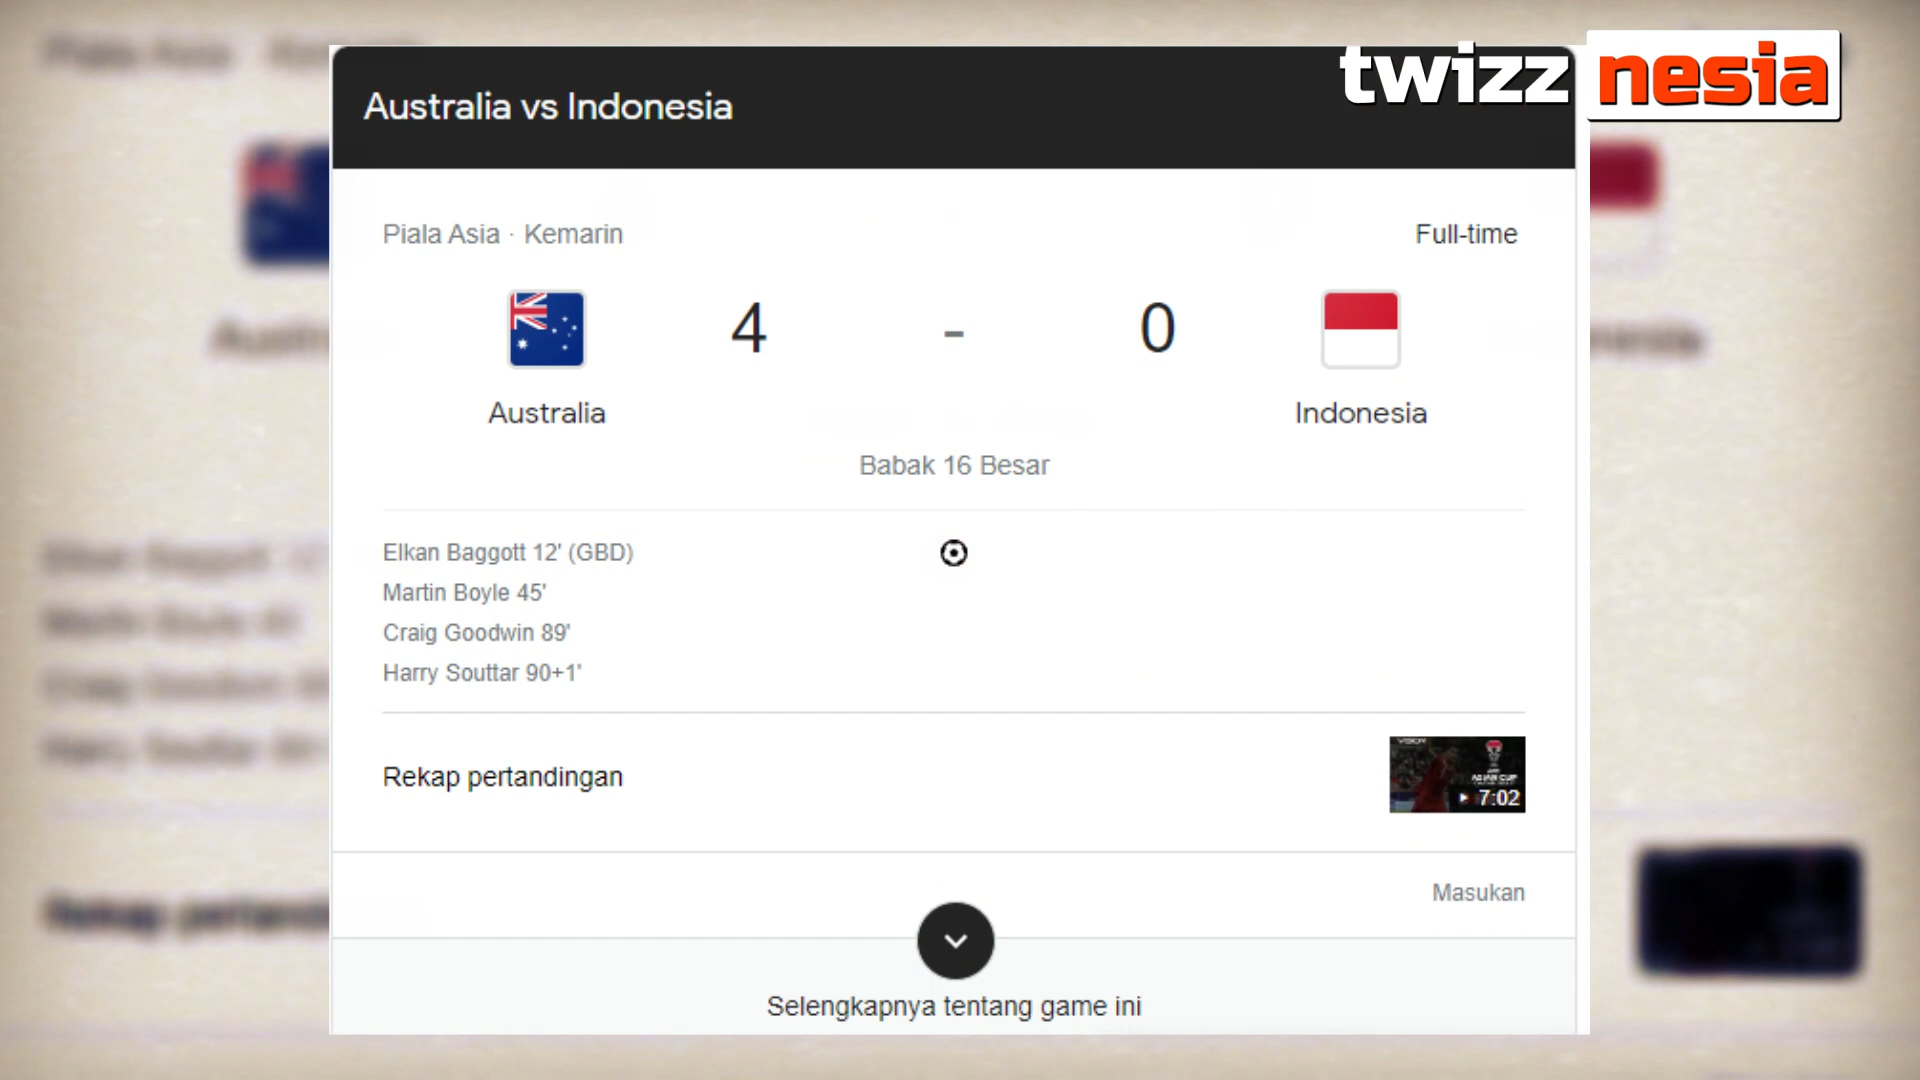 twizz nesia
Australia vs Indonesia
Piala Asia · Kemarin
Full-time
4 - 0
Australia
Indonesia
Babak 16 Besar
Elkan Baggott 12' (GBD)
Martin Boyle 45'
Craig Goodwin 89'
Harry Souttar 90+1'
Rekap pertandingan
ASIAN CUP
7:02
Masukan
Selengkapnya tentang game ini